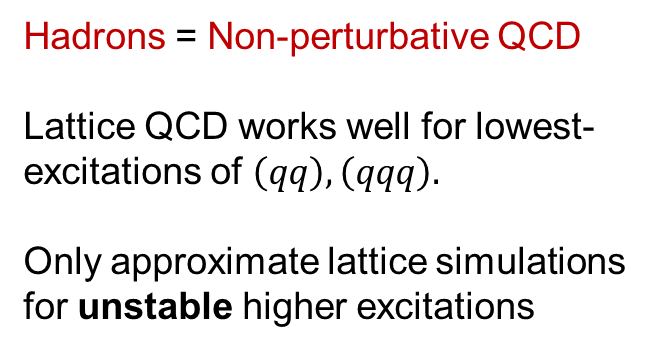 Hadrons = Non-perturbative QCD
Lattice QCD works well for lowest-
excitations of (qq), (qqq).
Only approximate lattice simulations
for unstable higher excitations